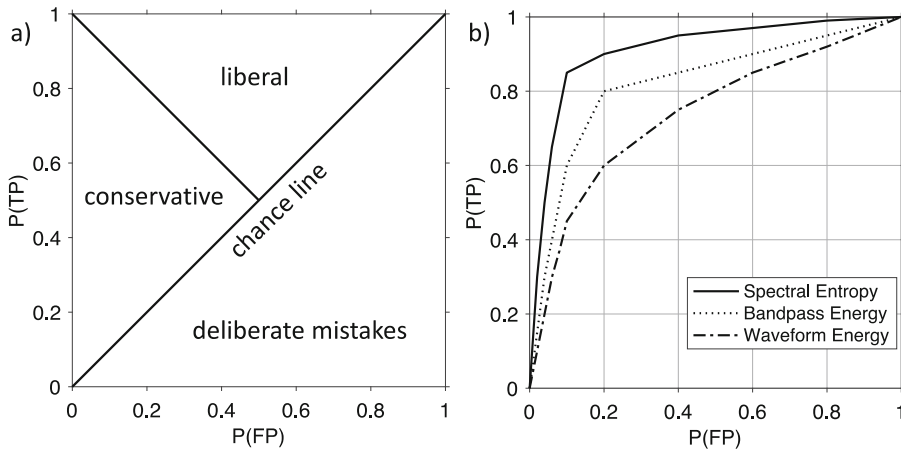 a)
1
0.8
0.6
0.4
0.2
0
P(TP)
liberal
conservative
chance line
deliberate mistakes
0
0.2
0.4
0.6
0.8
1
P(FP)
b)
1
0.8
0.6
0.4
0.2
0
P(TP)
Spectral Entropy
Bandpass Energy
Waveform Energy
0
0.2
0.4
0.6
0.8
1
P(FP)